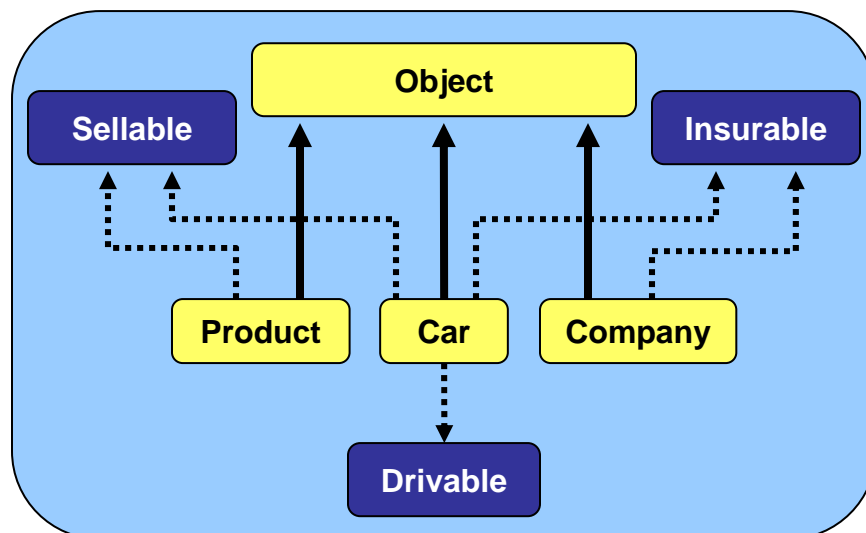 Object
Sellable
Insurable
Product
Car
Company
Drivable